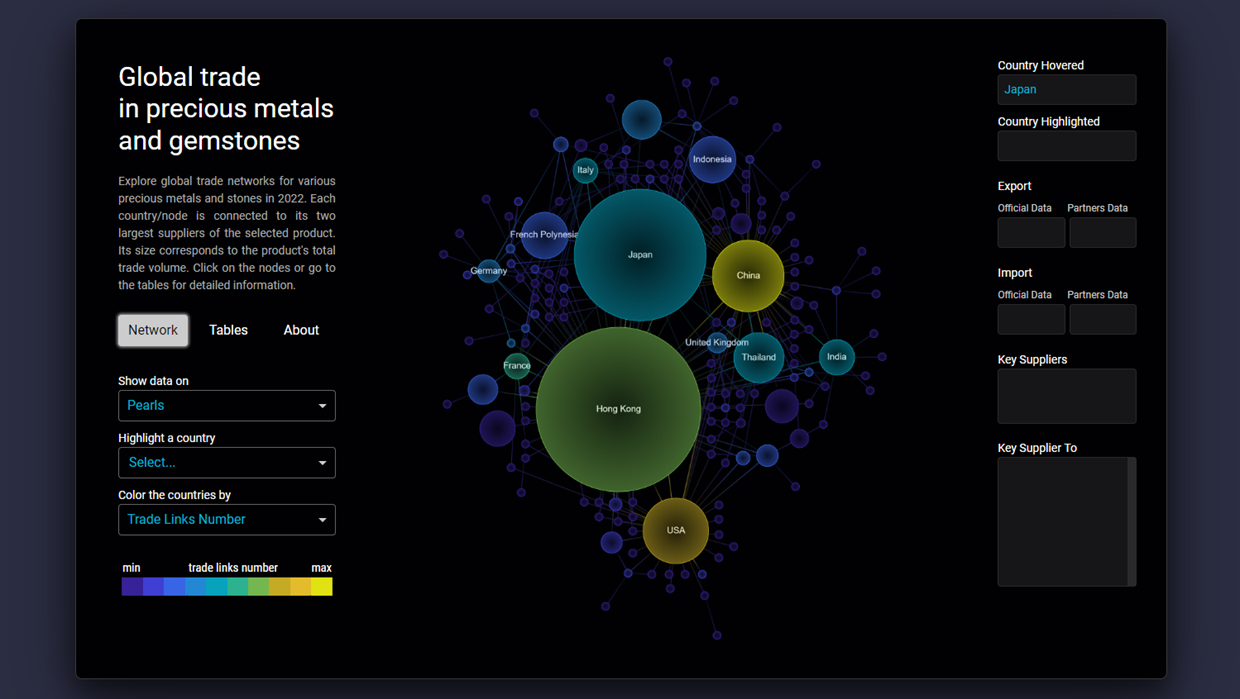 Global trade
in precious metals
and gemstones
Explore global trade networks for various
precious metals and stones in 2022. Each
country/node is connected to its two
largest suppliers of the selected product.
Its size corresponds to the product's total
trade volume. Click on the nodes or go to
the tables for detailed information.
Network Tables About
Show data on
Pearls
Highlight a country
Select...
Color the countries by
Trade Links Number
min trade links number max
Indonesia
Italy
French Polynesia
Japan
Germany
China
United Kingdom
Thailand
India
France
Hong Kong
USA
Country Hovered
Japan
Country Highlighted
Export
Official Data Partners Data
Import
Official Data Partners Data
Key Suppliers
Key Supplier To